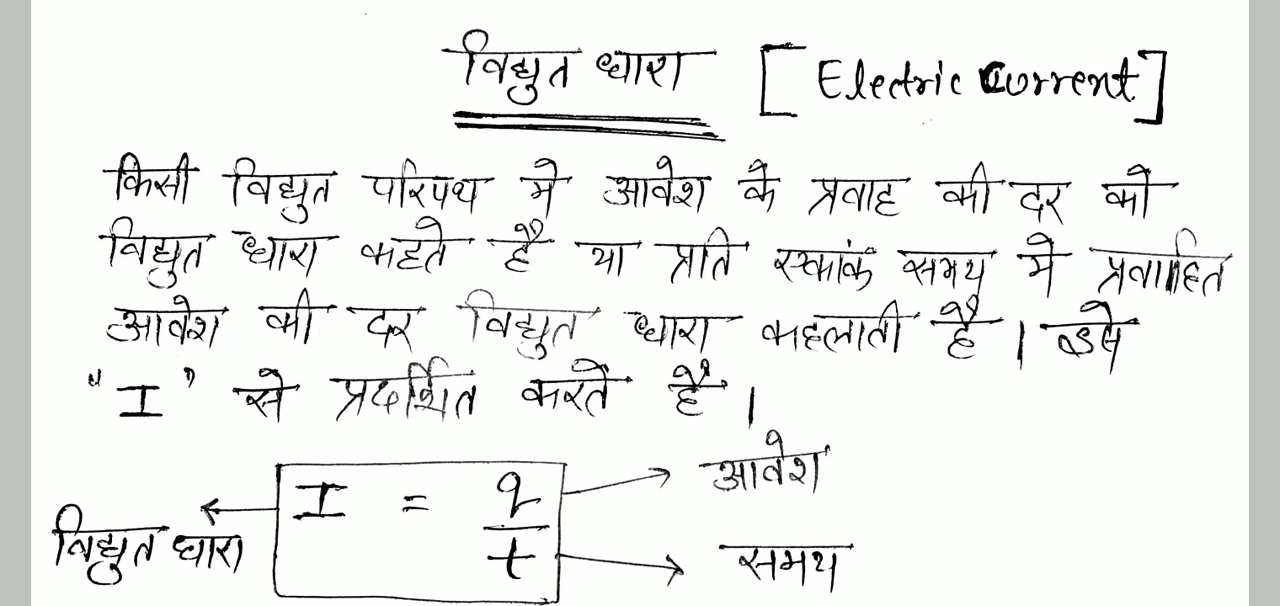 विद्युत धारा [Electric Current]
किसी विद्युत परिपथ मे आवेश के प्रवाह की दर को
विद्युत धारा कहते है या प्रति एकांक समय मे प्रवाहित
आवेश की दर विद्युत धारा कहलाती है। इसे
"I" से प्रदर्शित करते है।
I = q/t
आवेश
विद्युत धारा
समय